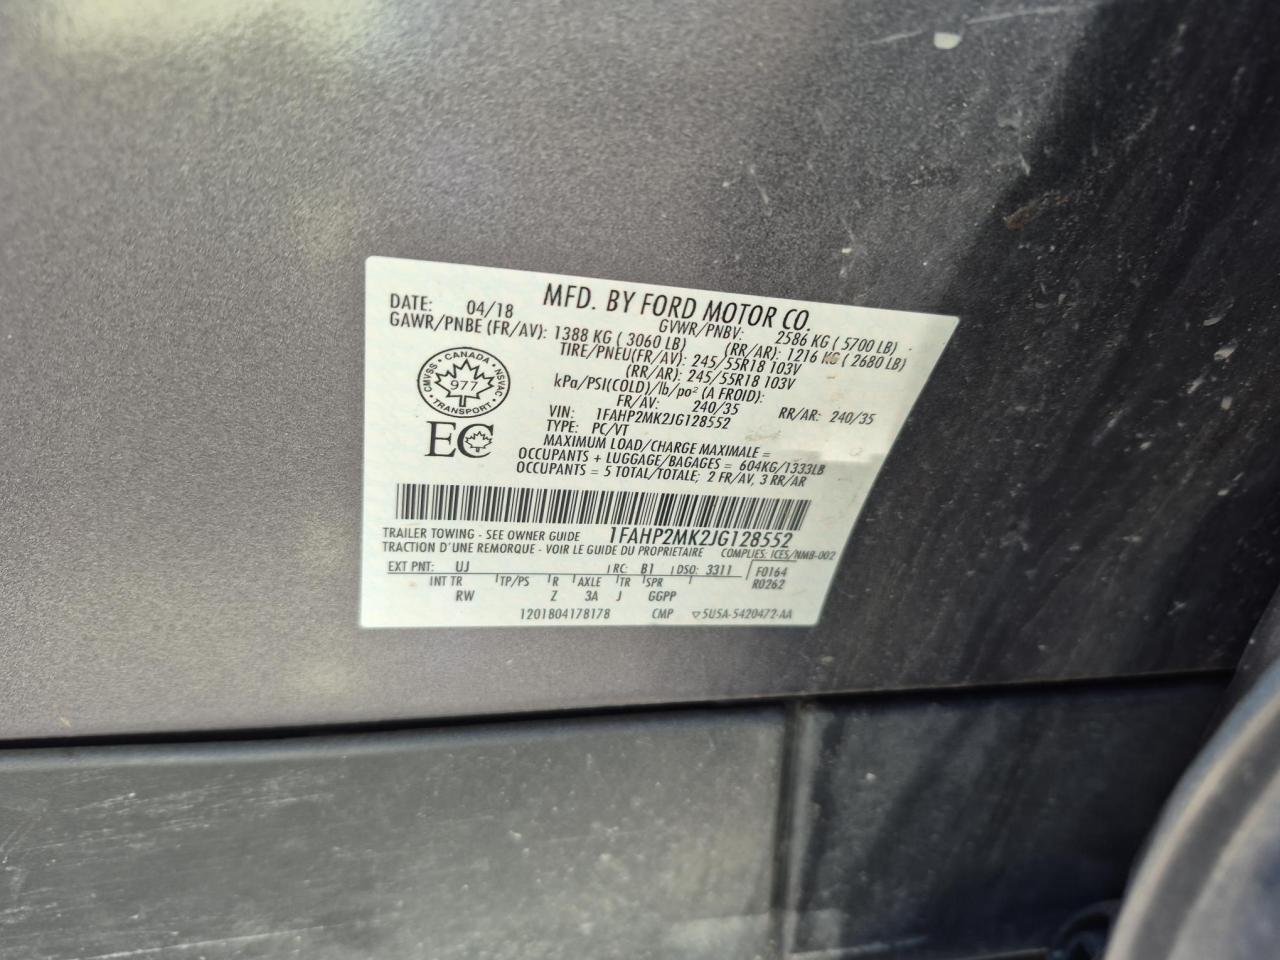 MFD. BY FORD MOTOR CO.
DATE: 04/18 GVWR/PNBV: 2586 KG ( 5700 LB)
GAWR/PNBE (FR/AV): 1388 KG ( 3060 LB) (RR/AR): 1216 KG ( 2680 LB)
TIRE/PNEU(FR/AV): 245/55R18 103V
(RR/AR): 245/55R18 103V
kPa/PSI(COLD)/lb/po² (A FROID):
FR/AV: 240/35 RR/AR: 240/35
VIN: 1FAHP2MK2JG128552
TYPE: PC/VT
MAXIMUM LOAD/CHARGE MAXIMALE =
OCCUPANTS + LUGGAGE/BAGAGES = 604KG/1333LB
OCCUPANTS = 5 TOTAL/TOTALE; 2 FR/AV, 3 RR/AR
CANADA
CMVSS 977 NSVAC
TRANSPORT
EC
TRAILER TOWING - SEE OWNER GUIDE 1FAHP2MK2JG128552
TRACTION D'UNE REMORQUE - VOIR LE GUIDE DU PROPRIETAIRE COMPLIES: ICES/NMB-002
EXT PNT: UJ RC: B1 DSO: 3311 F0164
INT TR TP/PS R AXLE TR SPR R0262
RW Z 3A J GGPP
1201804178178 CMP ▽5U5A-5420472-AA